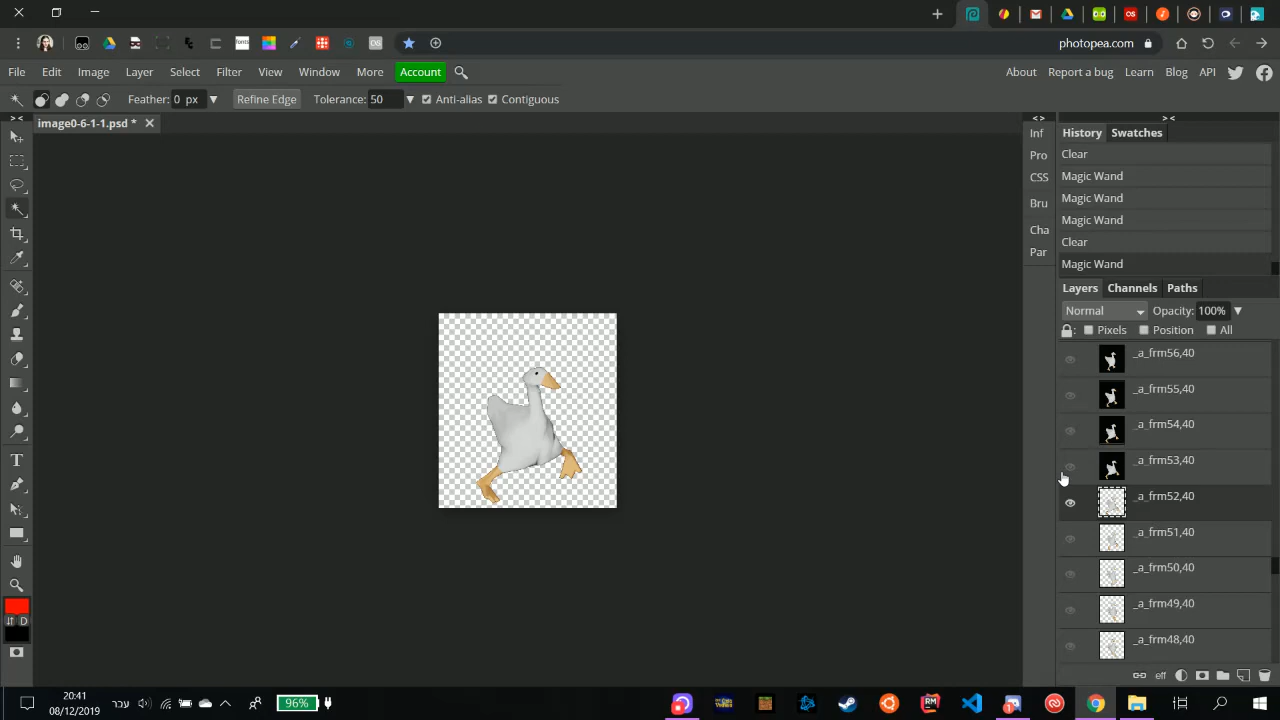 photopea.com
fonts
OS
OS
File Edit Image Layer Select Filter View Window More Account
About Report a bug Learn Blog API
Feather: 0 px Refine Edge Tolerance: 50 Anti-alias Contiguous
image0-6-1-1.psd *
> <
< >
> <
Inf
Pro
CSS
Bru
Cha
Par
History Swatches
Clear
Magic Wand
Magic Wand
Magic Wand
Clear
Magic Wand
Layers Channels Paths
Normal Opacity: 100%
Pixels Position All
_a_frm56,40
_a_frm55,40
_a_frm54,40
_a_frm53,40
_a_frm52,40
_a_frm51,40
_a_frm50,40
_a_frm49,40
_a_frm48,40
eff
T
D
20:41
08/12/2019
עבר
96%